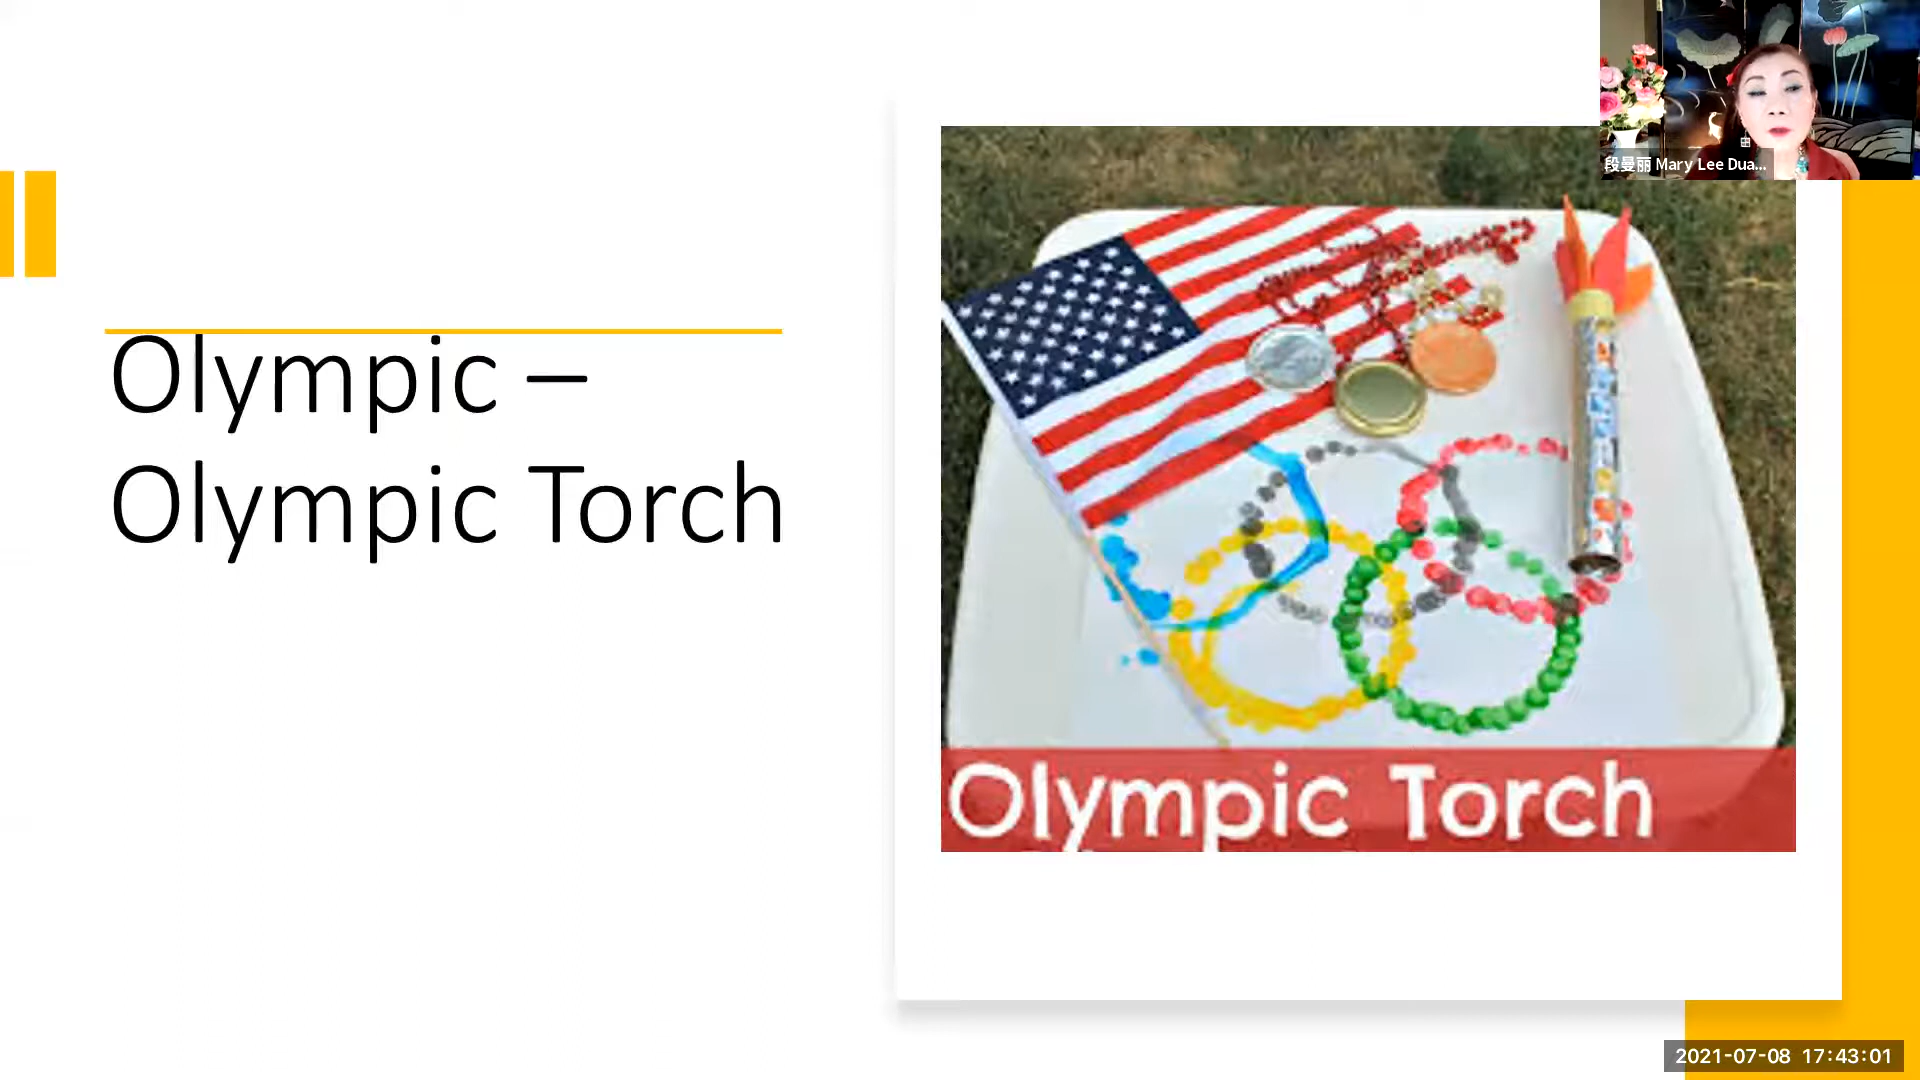 段曼丽 Mary Lee Dua...
Olympic –
Olympic Torch
Olympic Torch
2021-07-08 17:43:01